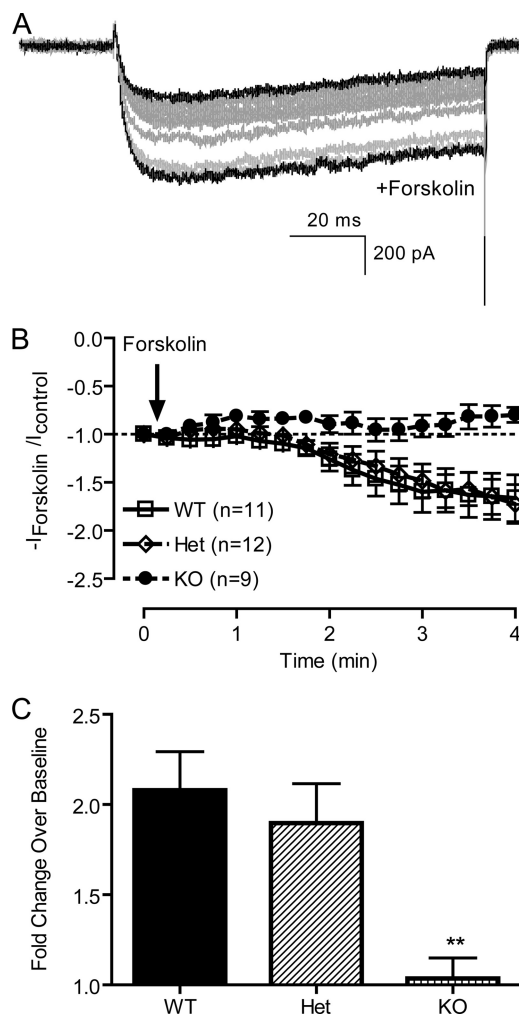 A
+Forskolin
20 ms
200 pA
B
Forskolin
0.0
-0.5
-1.0
-1.5
-2.0
-2.5
-IForskolin /Icontrol
WT (n=11)
Het (n=12)
KO (n=9)
0 1 2 3 4
Time (min)
C
2.5
2.0
1.5
1.0
Fold Change Over Baseline
**
WT Het KO